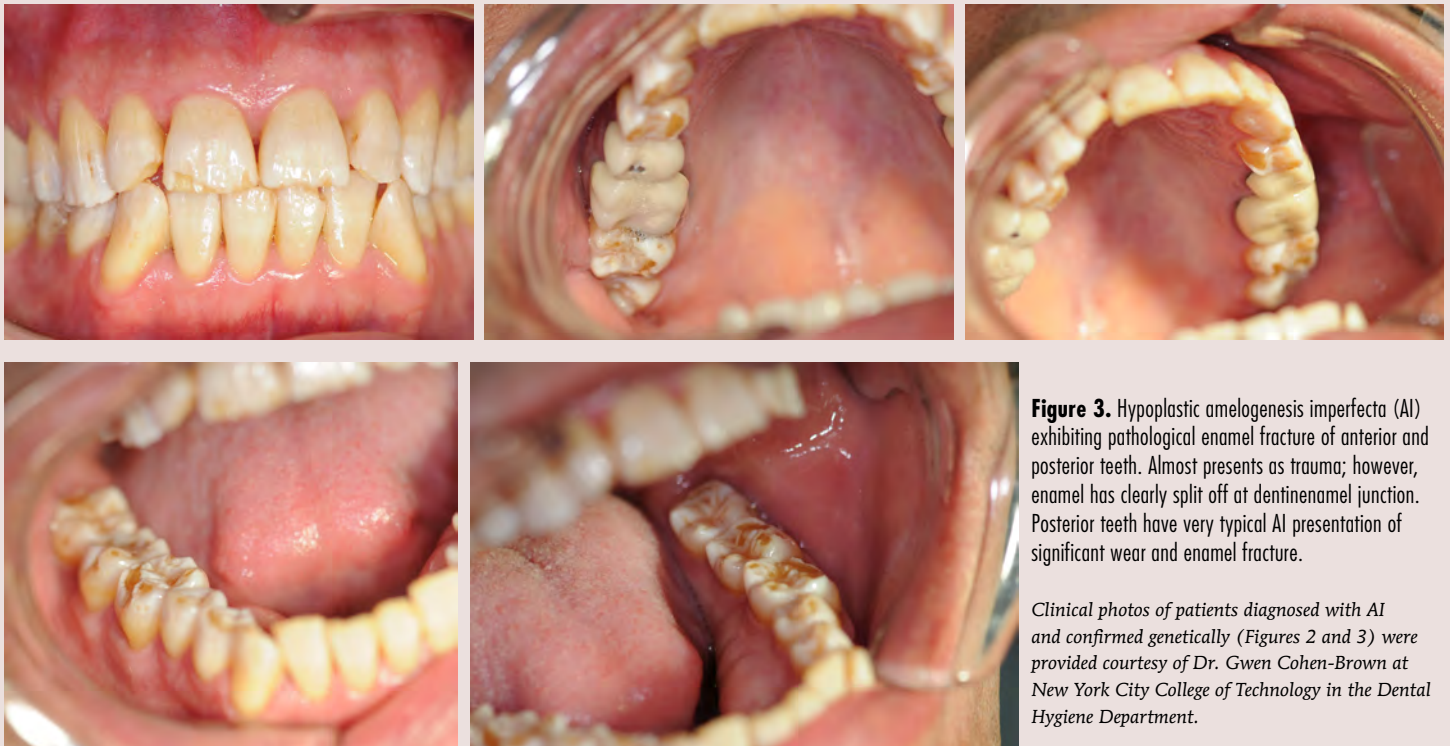 Figure 3. Hypoplastic amelogenesis imperfecta (AI)
exhibiting pathological enamel fracture of anterior and
posterior teeth. Almost presents as trauma; however,
enamel has clearly split off at dentinenamel junction.
Posterior teeth have very typical AI presentation of
significant wear and enamel fracture.
Clinical photos of patients diagnosed with AI
and confirmed genetically (Figures 2 and 3) were
provided courtesy of Dr. Gwen Cohen-Brown at
New York City College of Technology in the Dental
Hygiene Department.